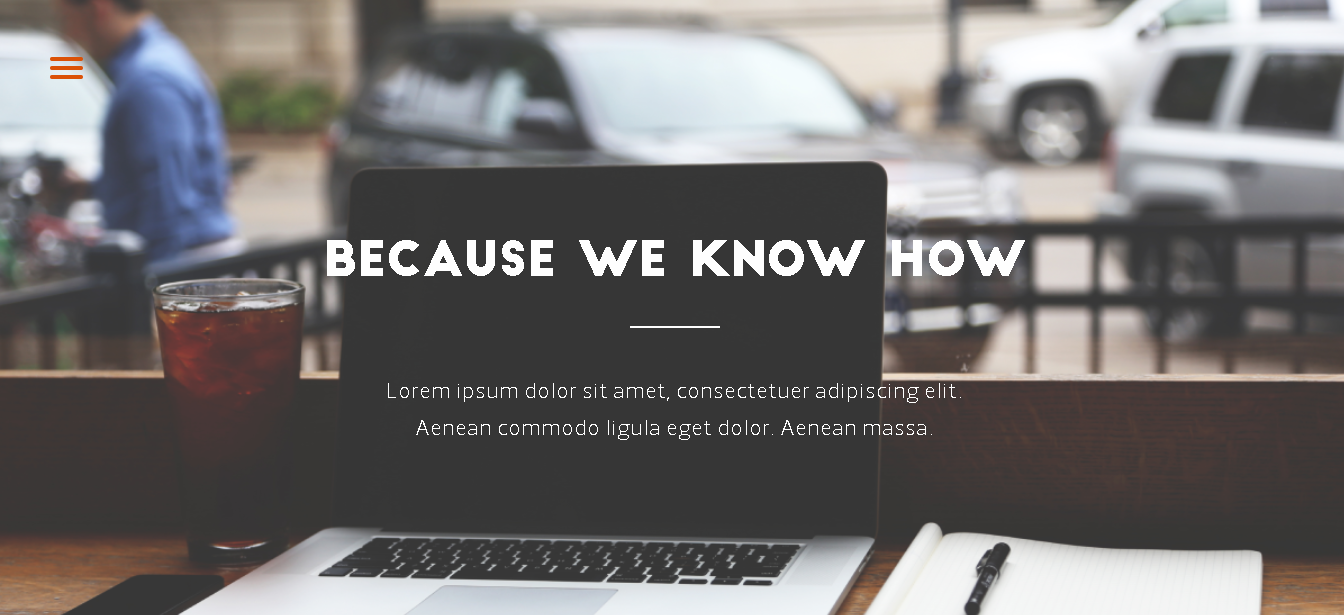 BECAUSE WE KNOW HOW
Lorem ipsum dolor sit amet, consectetuer adipiscing elit.
Aenean commodo ligula eget dolor. Aenean massa.